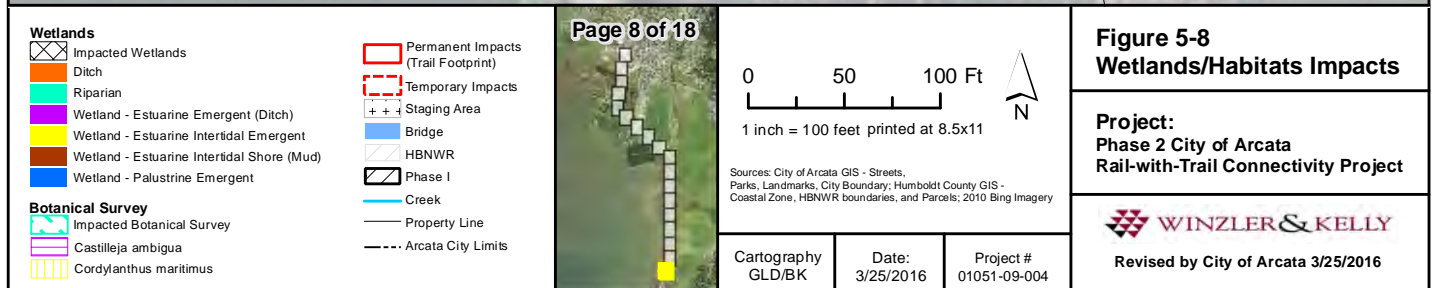 Wetlands
Impacted Wetlands
Ditch
Riparian
Wetland - Estuarine Emergent (Ditch)
Wetland - Estuarine Intertidal Emergent
Wetland - Estuarine Intertidal Shore (Mud)
Wetland - Palustrine Emergent
Botanical Survey
Impacted Botanical Survey
Castilleja ambigua
Cordylanthus maritimus
Permanent Impacts
(Trail Footprint)
Temporary Impacts
Staging Area
Bridge
HBNWR
Phase I
Creek
Property Line
Arcata City Limits
Page 8 of 18
0 50 100 Ft
N
1 inch = 100 feet printed at 8.5x11
Sources: City of Arcata GIS - Streets,
Parks, Landmarks, City Boundary; Humboldt County GIS -
Coastal Zone, HBNWR boundaries, and Parcels; 2010 Bing Imagery
Cartography
GLD/BK
Date:
3/25/2016
Project #
01051-09-004
Figure 5-8
Wetlands/Habitats Impacts
Project:
Phase 2 City of Arcata
Rail-with-Trail Connectivity Project
WINZLER & KELLY
Revised by City of Arcata 3/25/2016